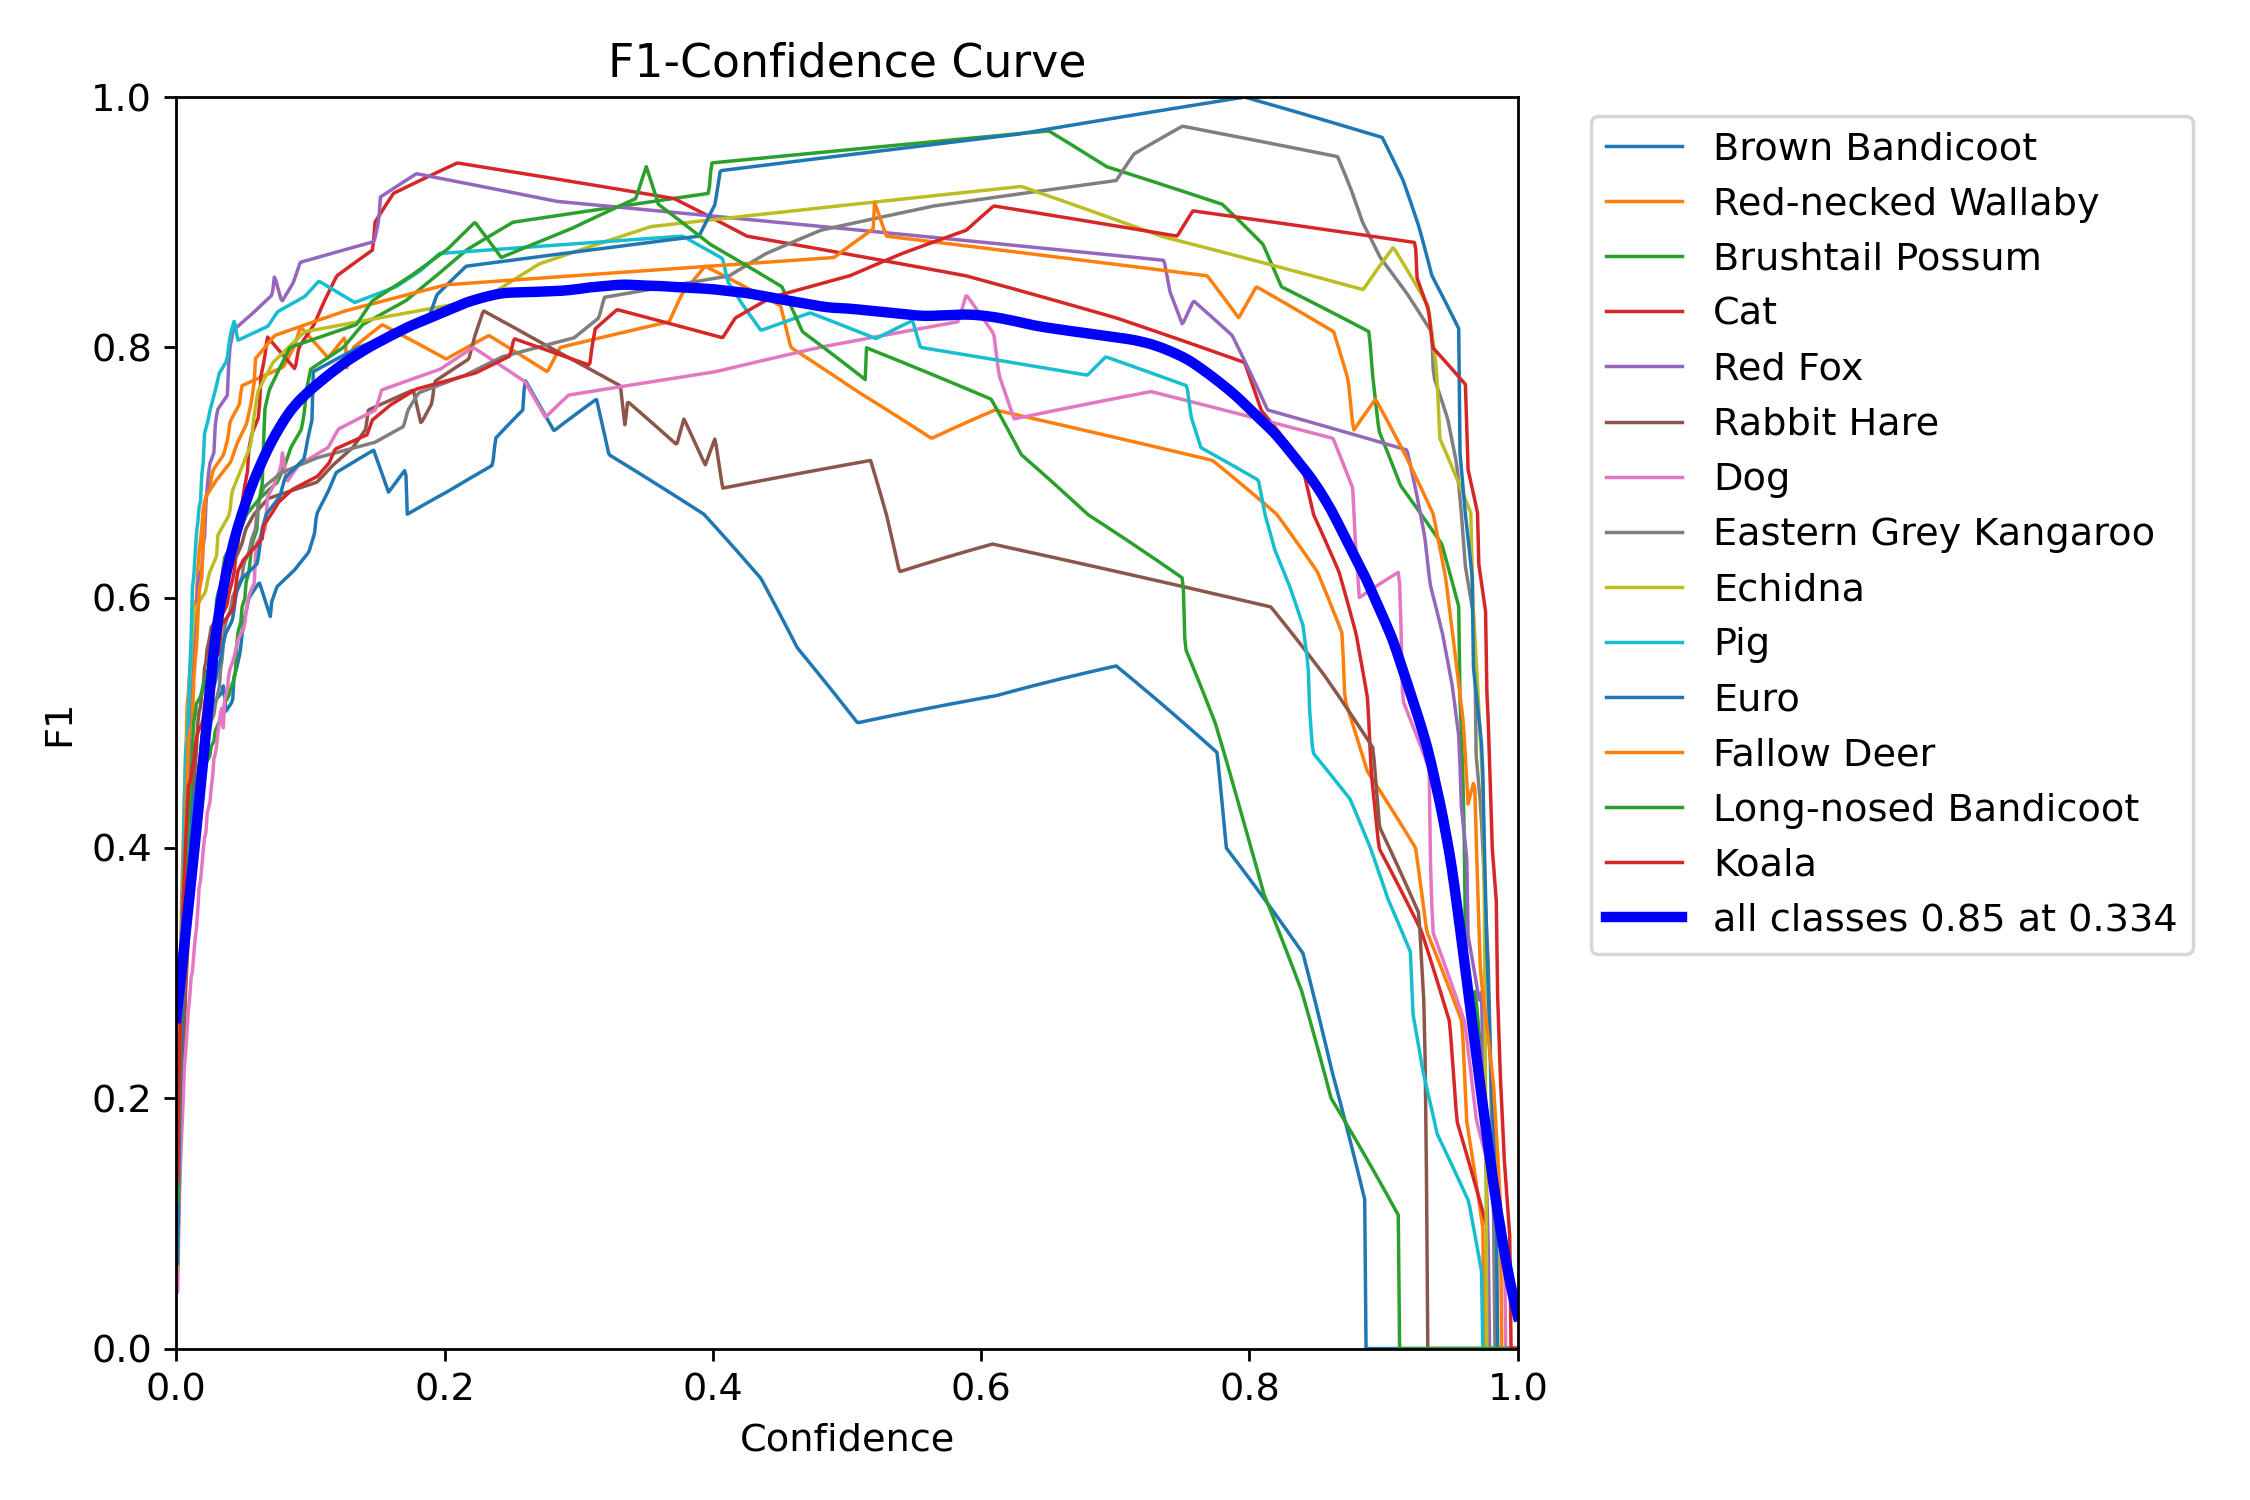 F1-Confidence Curve
1.0
0.8
0.6
0.4
0.2
0.0
F1
0.0 0.2 0.4 0.6 0.8 1.0
Confidence
Brown Bandicoot
Red-necked Wallaby
Brushtail Possum
Cat
Red Fox
Rabbit Hare
Dog
Eastern Grey Kangaroo
Echidna
Pig
Euro
Fallow Deer
Long-nosed Bandicoot
Koala
all classes 0.85 at 0.334